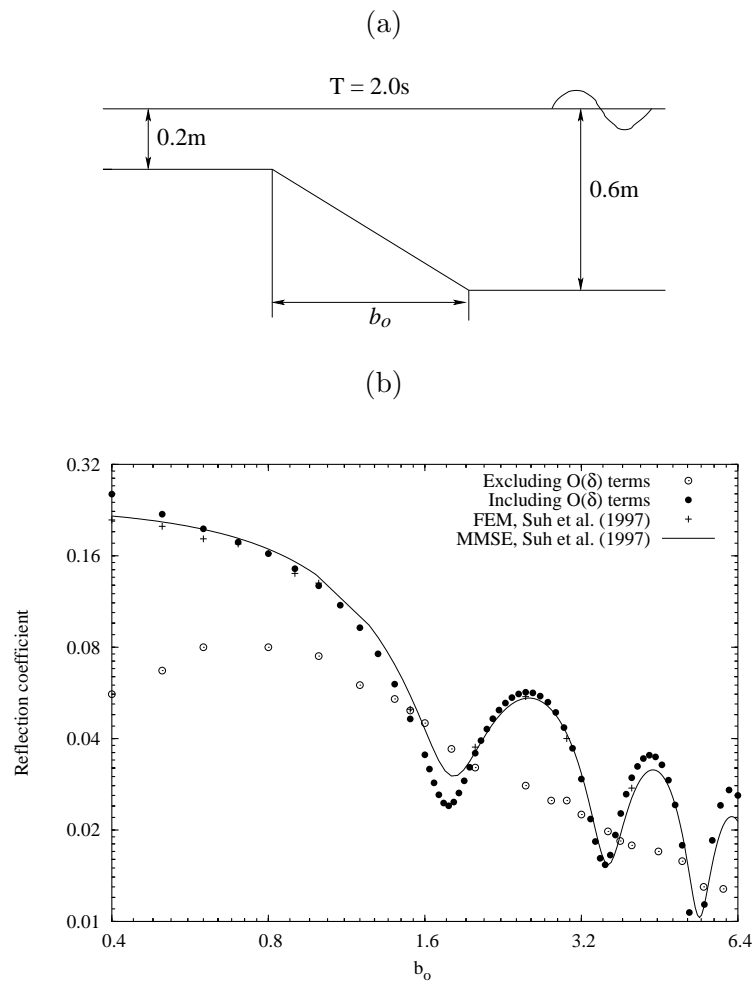 (a)
T = 2.0s
0.2m
0.6m
b_o
(b)
0.32
0.16
0.08
0.04
0.02
0.01
Reflection coefficient
Excluding O(δ) terms
Including O(δ) terms
FEM, Suh et al. (1997)
MMSE, Suh et al. (1997)
0.4 0.8 1.6 3.2 6.4
b_o